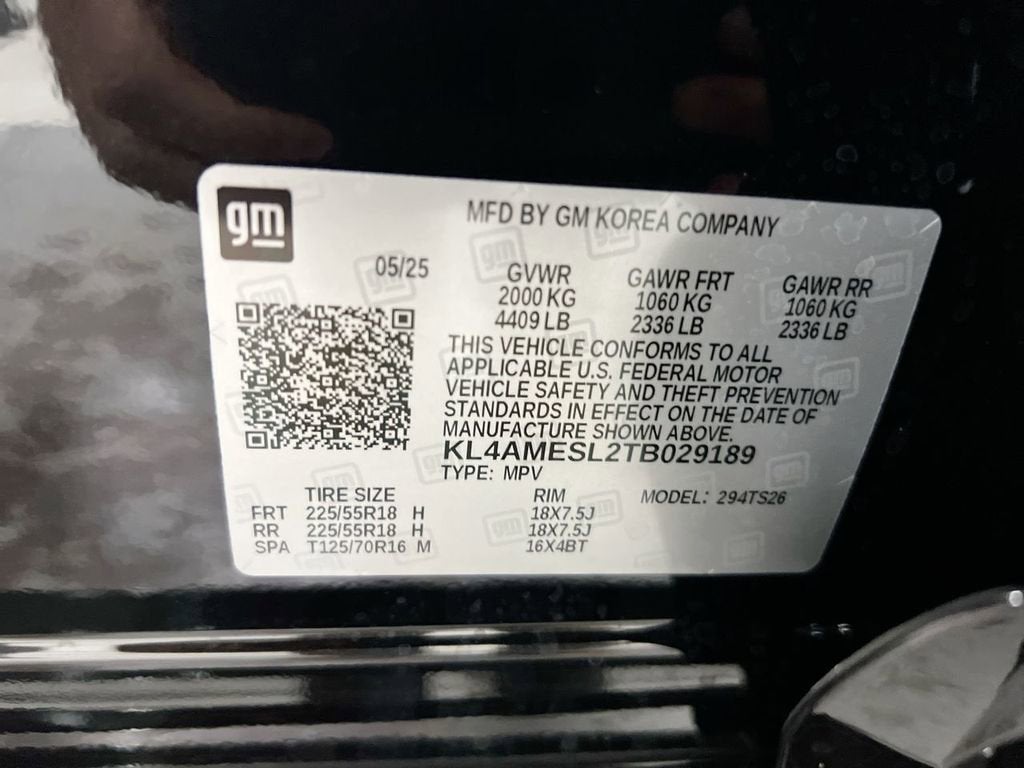 gm
MFD BY GM KOREA COMPANY
05/25
GVWR GAWR FRT GAWR RR
2000 KG 1060 KG 1060 KG
4409 LB 2336 LB 2336 LB
THIS VEHICLE CONFORMS TO ALL
APPLICABLE U.S. FEDERAL MOTOR
VEHICLE SAFETY AND THEFT PREVENTION
STANDARDS IN EFFECT ON THE DATE OF
MANUFACTURE SHOWN ABOVE.
KL4AMESL2TB029189
TYPE: MPV
TIRE SIZE RIM MODEL: 294TS26
FRT 225/55R18 H 18X7.5J
RR 225/55R18 H 18X7.5J
SPA T125/70R16 M 16X4BT